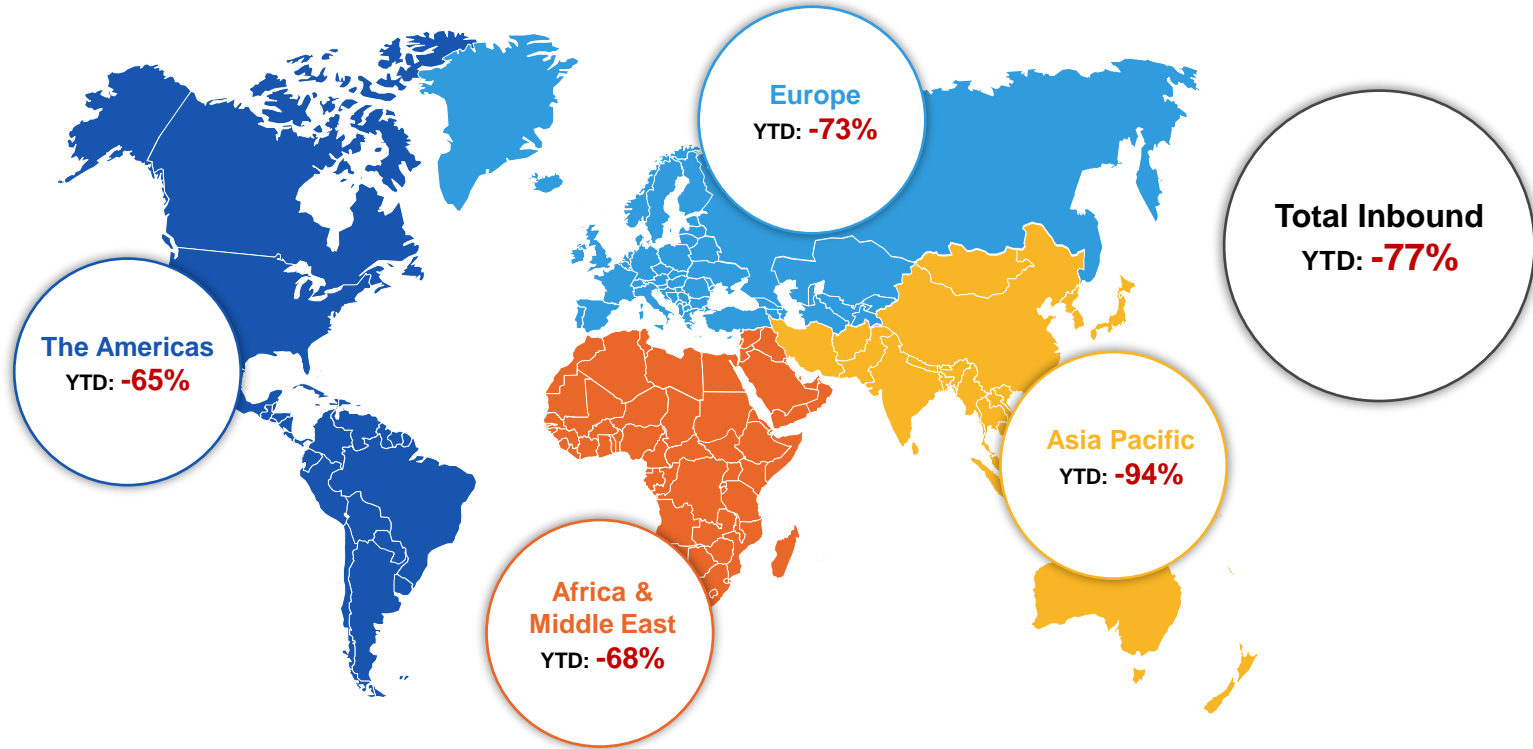 Europe
YTD: -73%
Total Inbound
YTD: -77%
The Americas
YTD: -65%
Asia Pacific
YTD: -94%
Africa &
Middle East
YTD: -68%